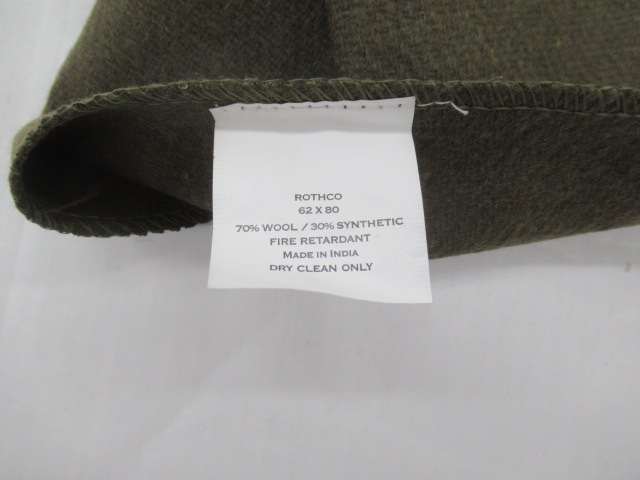 ROTHCO
62 X 80
70% WOOL / 30% SYNTHETIC
FIRE RETARDANT
MADE IN INDIA
DRY CLEAN ONLY